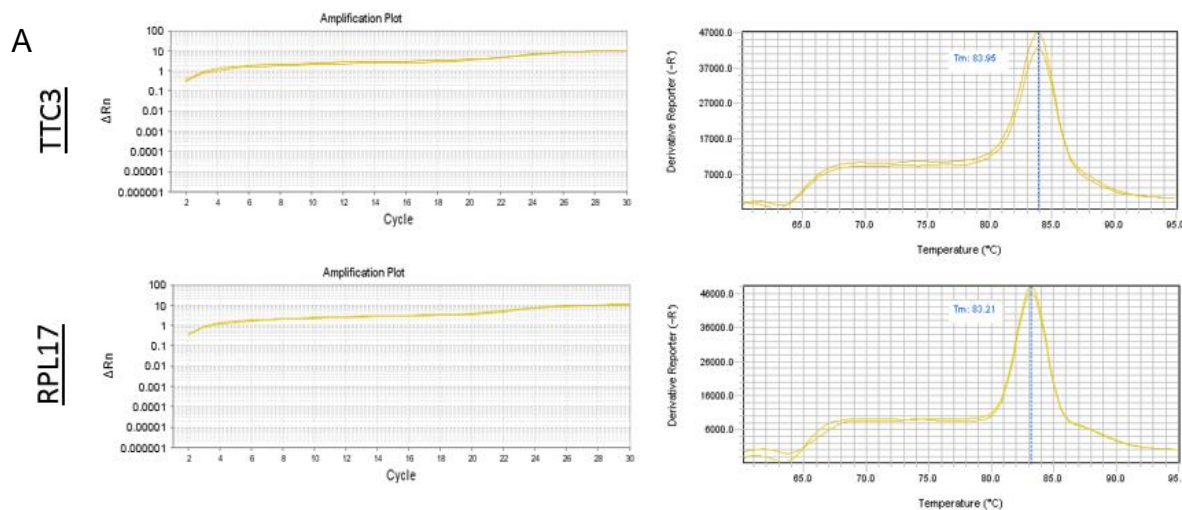 A
TTC3
Amplification Plot
ΔRn
100
10
1
0.1
0.01
0.001
0.0001
0.00001
0.000001
2 4 6 8 10 12 14 16 18 20 22 24 26 28 30
Cycle
Derivative Reporter (-R')
47000.0
37000.0
27000.0
17000.0
7000.0
Tm: 83.95
65.0 70.0 75.0 80.0 85.0 90.0 95.0
Temperature (°C)
RPL17
Amplification Plot
ΔRn
100
10
1
0.1
0.01
0.001
0.0001
0.00001
0.000001
2 4 6 8 10 12 14 16 18 20 22 24 26 28 30
Cycle
Derivative Reporter (-R')
46000.0
36000.0
26000.0
16000.0
6000.0
Tm: 83.21
65.0 70.0 75.0 80.0 85.0 90.0 95.0
Temperature (°C)